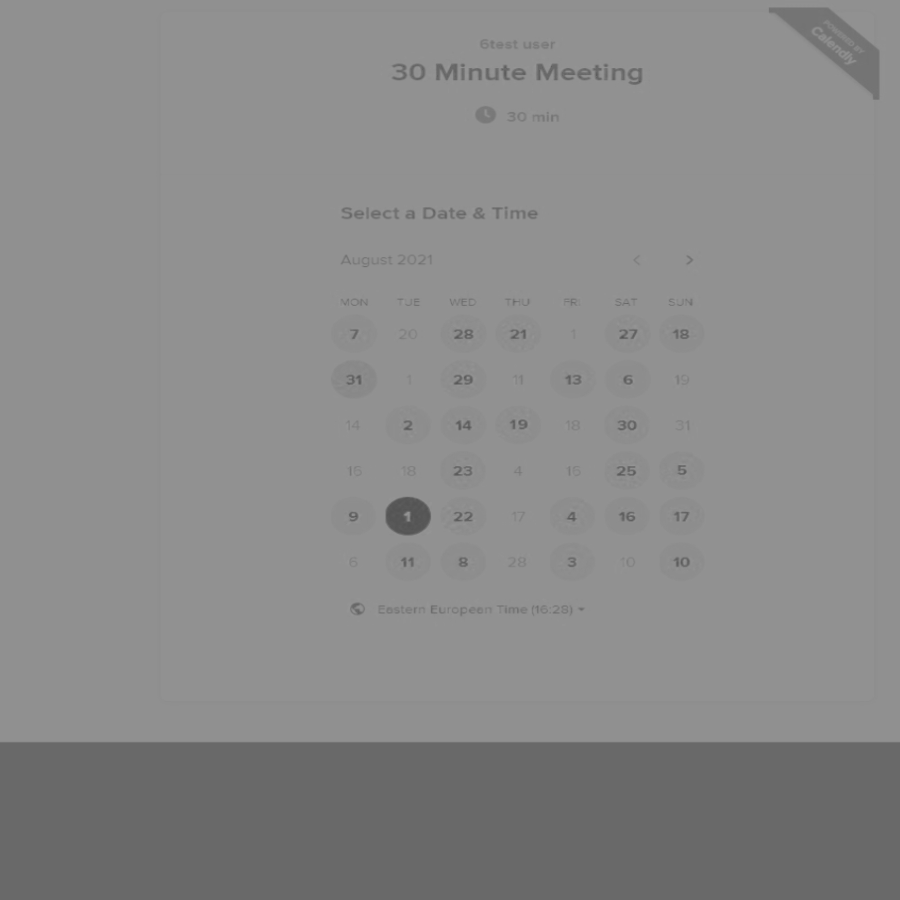 POWERED BY
Calendly
6test user
30 Minute Meeting
30 min
Select a Date & Time
August 2021
MON TUE WED THU FRI SAT SUN
7 20 28 21 1 27 18
31 1 29 11 13 6 19
14 2 14 19 18 30 31
15 18 23 4 15 25 5
9 1 22 17 4 16 17
6 11 8 28 3 10 10
Eastern European Time (16:28)